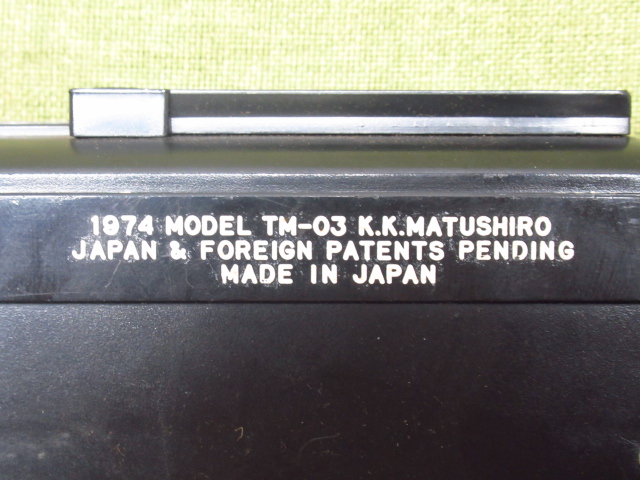 1974 MODEL TM-03 K.K.MATUSHIRO
JAPAN & FOREIGN PATENTS PENDING
MADE IN JAPAN